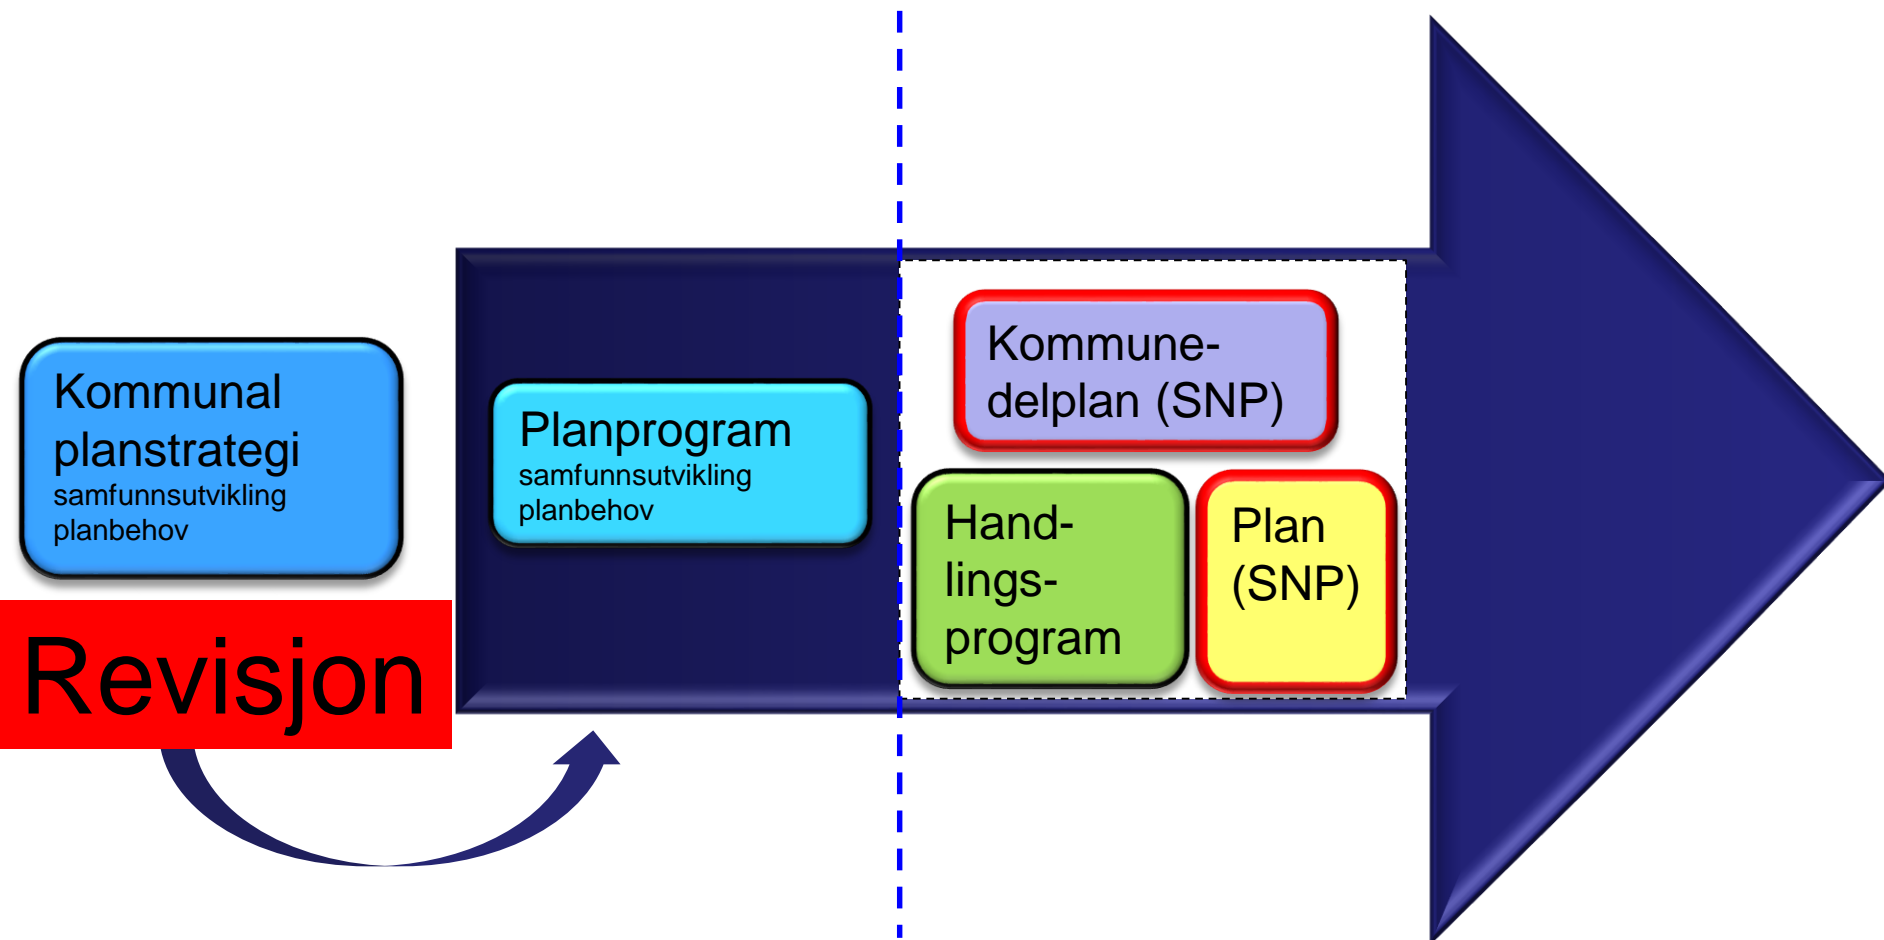 Kommunal
planstrategi
samfunnsutvikling
planbehov
Revisjon
Planprogram
samfunnsutvikling
planbehov
Kommune-
delplan (SNP)
Hand-
lings-
program
Plan
(SNP)